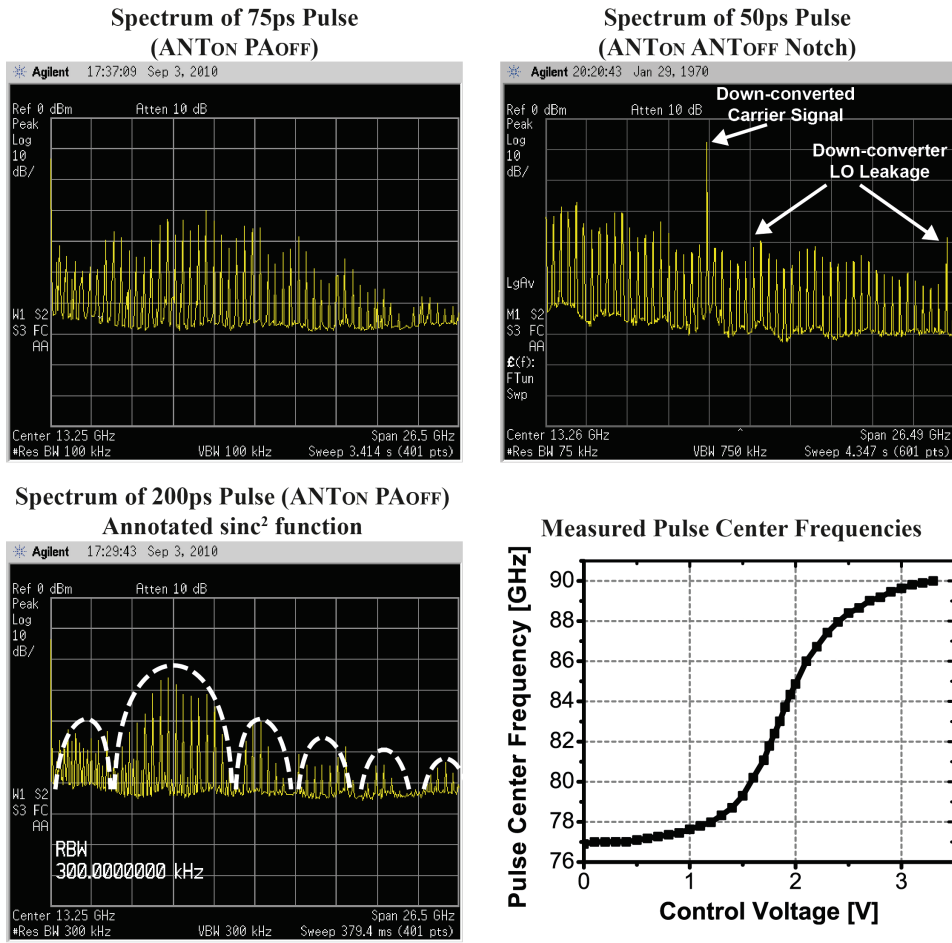 Spectrum of 75ps Pulse
(ANTON PAOFF)
Agilent 17:37:09 Sep 3, 2010
Ref 0 dBm Atten 10 dB
Peak
Log
10
dB/
W1 S2
S3 FC
AA
Center 13.25 GHz Span 26.5 GHz
#Res BW 100 kHz VBW 100 kHz Sweep 3.414 s (401 pts)
Spectrum of 50ps Pulse
(ANTON ANTOFF Notch)
Agilent 20:20:43 Jan 29, 1970
Ref 0 dBm Atten 10 dB
Peak
Log
10
dB/
Down-converted
Carrier Signal
Down-converter
LO Leakage
LgAv
M1 S2
S3 FC
AA
£(f):
FTun
Swp
Center 13.26 GHz Span 26.49 GHz
#Res BW 75 kHz VBW 750 kHz Sweep 4.347 s (601 pts)
Spectrum of 200ps Pulse (ANTON PAOFF)
Annotated sinc² function
Agilent 17:29:43 Sep 3, 2010
Ref 0 dBm Atten 10 dB
Peak
Log
10
dB/
W1 S2
S3 FC
AA
RBW
300.0000000 kHz
Center 13.25 GHz Span 26.5 GHz
#Res BW 300 kHz VBW 300 kHz Sweep 379.4 ms (401 pts)
Measured Pulse Center Frequencies
Pulse Center Frequency [GHz]
90
88
86
84
82
80
78
76
0 1 2 3
Control Voltage [V]